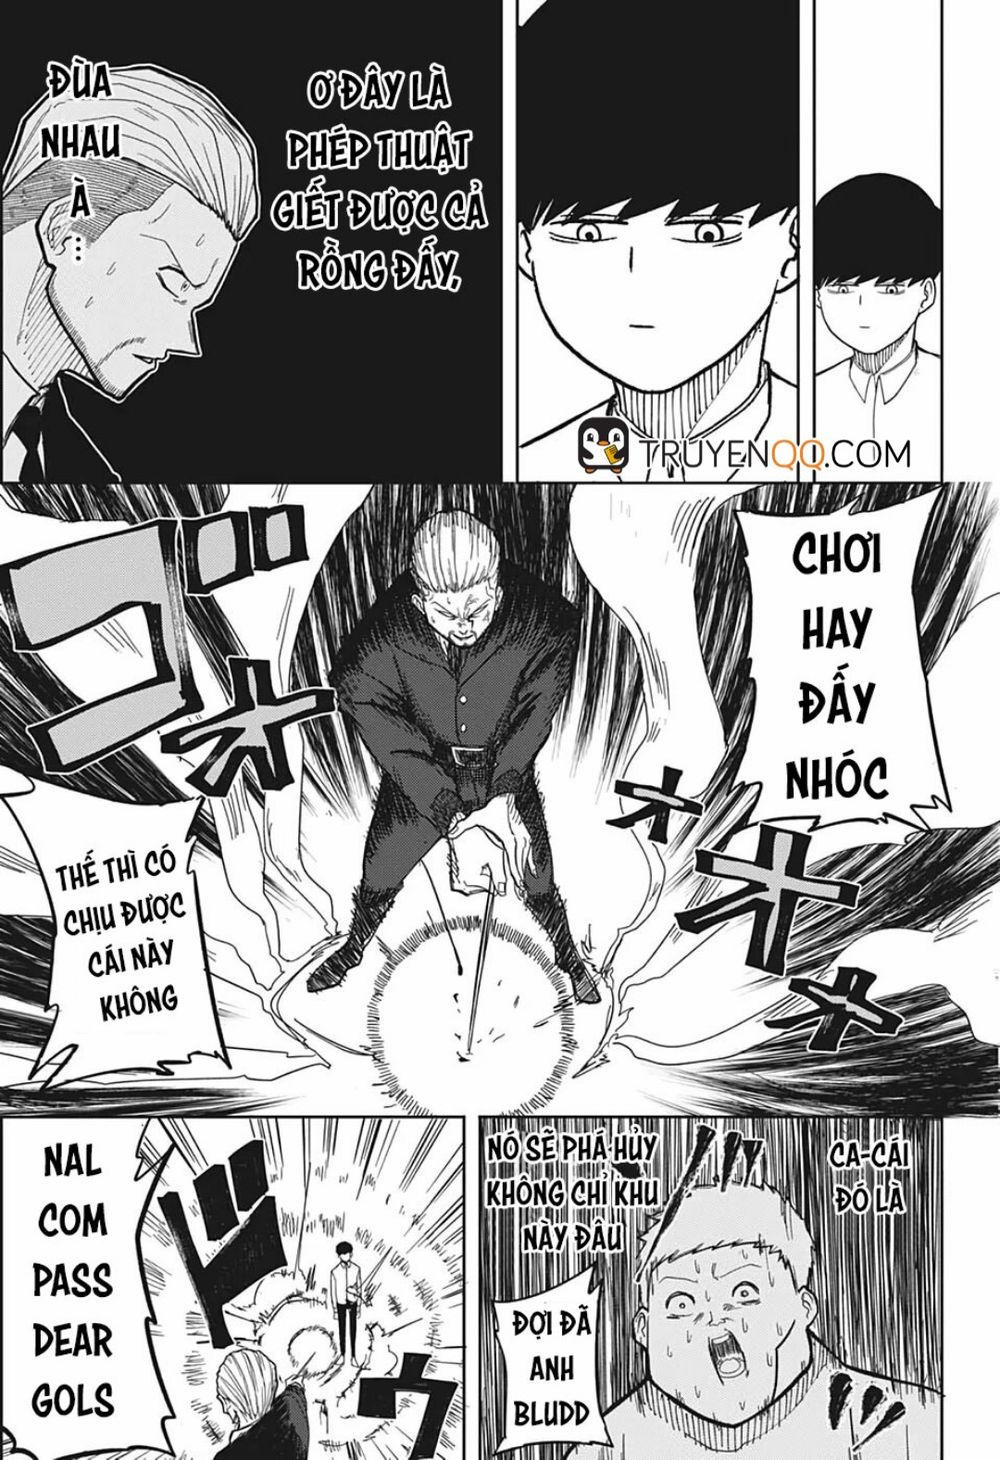 Ơ ĐÂY LÀ
PHÉP THUẬT
GIẾT ĐƯỢC CẢ
RỒNG ĐẤY,
ĐÙA
NHAU
À
...
TRUYENQQ.COM
CHƠI
HAY
ĐẤY
NHÓC
ゴオオオオオ
THẾ THÌ CÓ
CHỊU ĐƯỢC
CÁI NÀY
KHÔNG
CA-CÁI
ĐÓ LÀ
NÓ SẼ PHÁ HỦY
KHÔNG CHỈ KHU
NÀY ĐÂU
ĐỢI ĐÃ
ANH
BLUDD
NAL
COM
PASS
DEAR
GOLS
ドウ